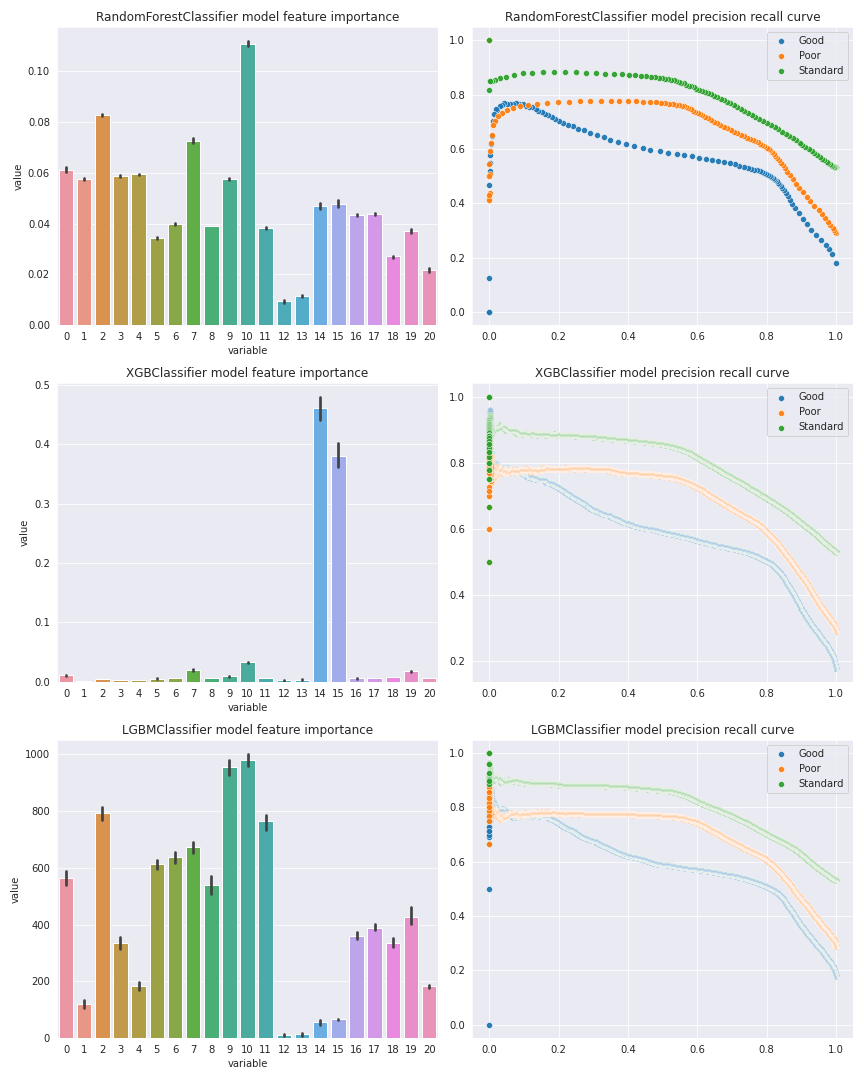 RandomForestClassifier model feature importance
value
0.10
0.08
0.06
0.04
0.02
0.00
0 1 2 3 4 5 6 7 8 9 10 11 12 13 14 15 16 17 18 19 20
variable
RandomForestClassifier model precision recall curve
Good
Poor
Standard
1.0
0.8
0.6
0.4
0.2
0.0
0.0 0.2 0.4 0.6 0.8 1.0
XGBClassifier model feature importance
value
0.5
0.4
0.3
0.2
0.1
0.0
0 1 2 3 4 5 6 7 8 9 10 11 12 13 14 15 16 17 18 19 20
variable
XGBClassifier model precision recall curve
Good
Poor
Standard
1.0
0.8
0.6
0.4
0.2
0.0 0.2 0.4 0.6 0.8 1.0
LGBMClassifier model feature importance
value
1000
800
600
400
200
0
0 1 2 3 4 5 6 7 8 9 10 11 12 13 14 15 16 17 18 19 20
variable
LGBMClassifier model precision recall curve
Good
Poor
Standard
1.0
0.8
0.6
0.4
0.2
0.0
0.0 0.2 0.4 0.6 0.8 1.0